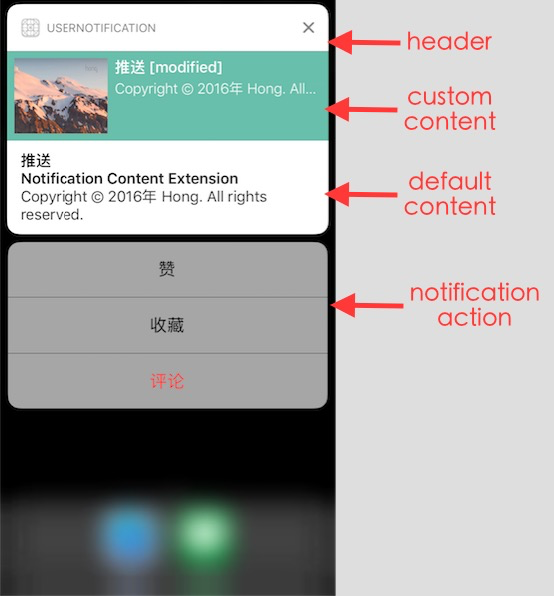 USERNOTIFICATION
header
推送 [modified]
Copyright © 2016年 Hong. All...
custom
content
推送
Notification Content Extension
Copyright © 2016年 Hong. All rights
reserved.
default
content
赞
收藏
评论
notification
action